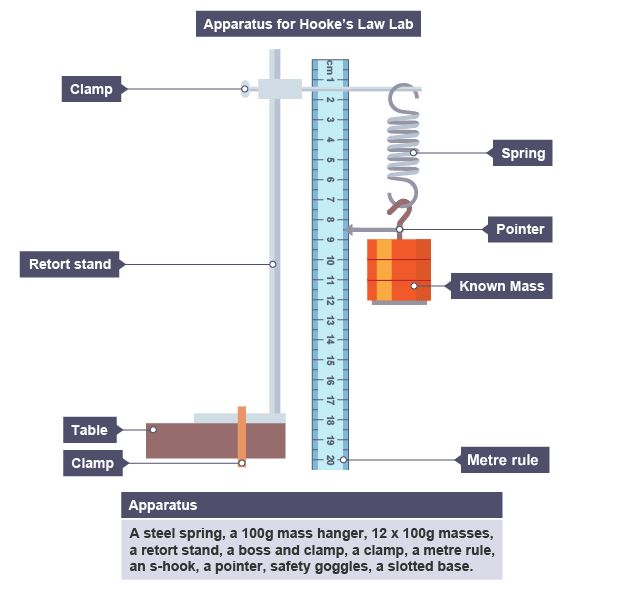 Apparatus for Hooke's Law Lab
Clamp
cm 1
2
3
4
5
6
7
8
9
10
11
12
13
14
15
16
17
18
19
20
Spring
Pointer
Retort stand
Known Mass
Table
Clamp
Metre rule
Apparatus
A steel spring, a 100g mass hanger, 12 x 100g masses,
a retort stand, a boss and clamp, a clamp, a metre rule,
an s-hook, a pointer, safety goggles, a slotted base.